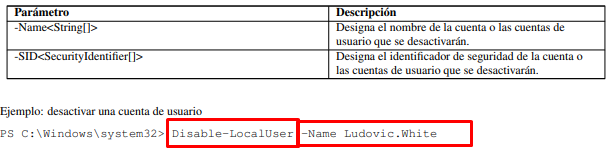 Parámetro Descripción
-Name<String[]> Designa el nombre de la cuenta o las cuentas de
usuario que se desactivarán.
-SID<SecurityIdentifier[]> Designa el identificador de seguridad de la cuenta o
las cuentas de usuario que se desactivarán.
Ejemplo: desactivar una cuenta de usuario
PS C:\Windows\system32> Disable-LocalUser -Name Ludovic.White